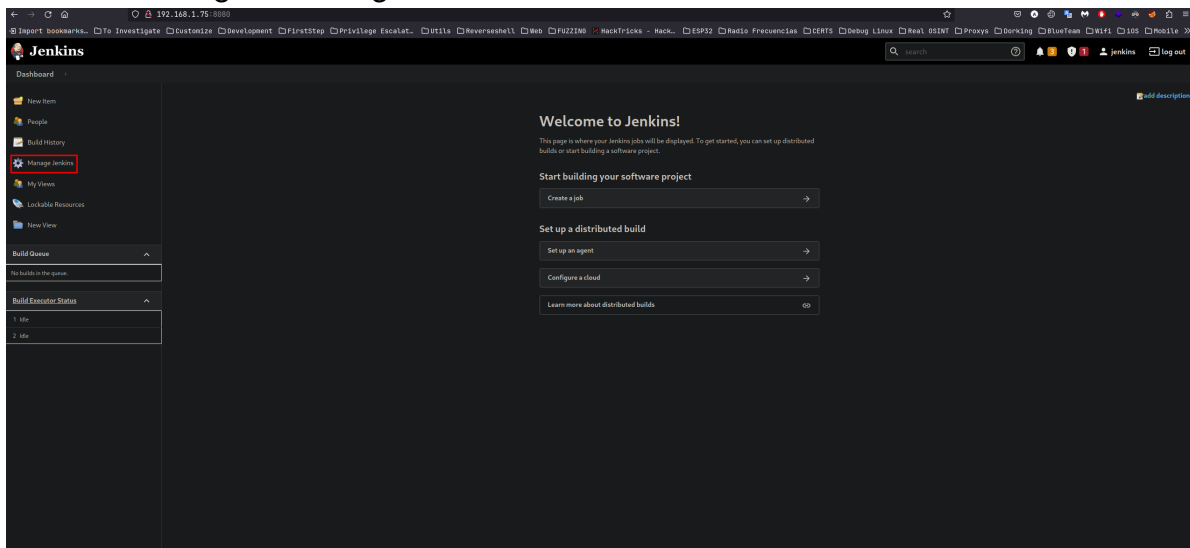 192.168.1.75:8080
Import bookmarks… To Investigate Customize Development FirstStep Privilege Escalat… Utils Reverseshell Web FUZZING HackTricks - Hack… ESP32 Radio Frecuencias CERTS Debug Linux Real OSINT Proxys Dorking BlueTeam Wifi iOS Mobile
Jenkins
search
3
1
jenkins
log out
Dashboard
add description
New Item
People
Build History
Manage Jenkins
My Views
Lockable Resources
New View
Build Queue
No builds in the queue.
Build Executor Status
1 Idle
2 Idle
Welcome to Jenkins!
This page is where your Jenkins jobs will be displayed. To get started, you can set up distributed
builds or start building a software project.
Start building your software project
Create a job
Set up a distributed build
Set up an agent
Configure a cloud
Learn more about distributed builds